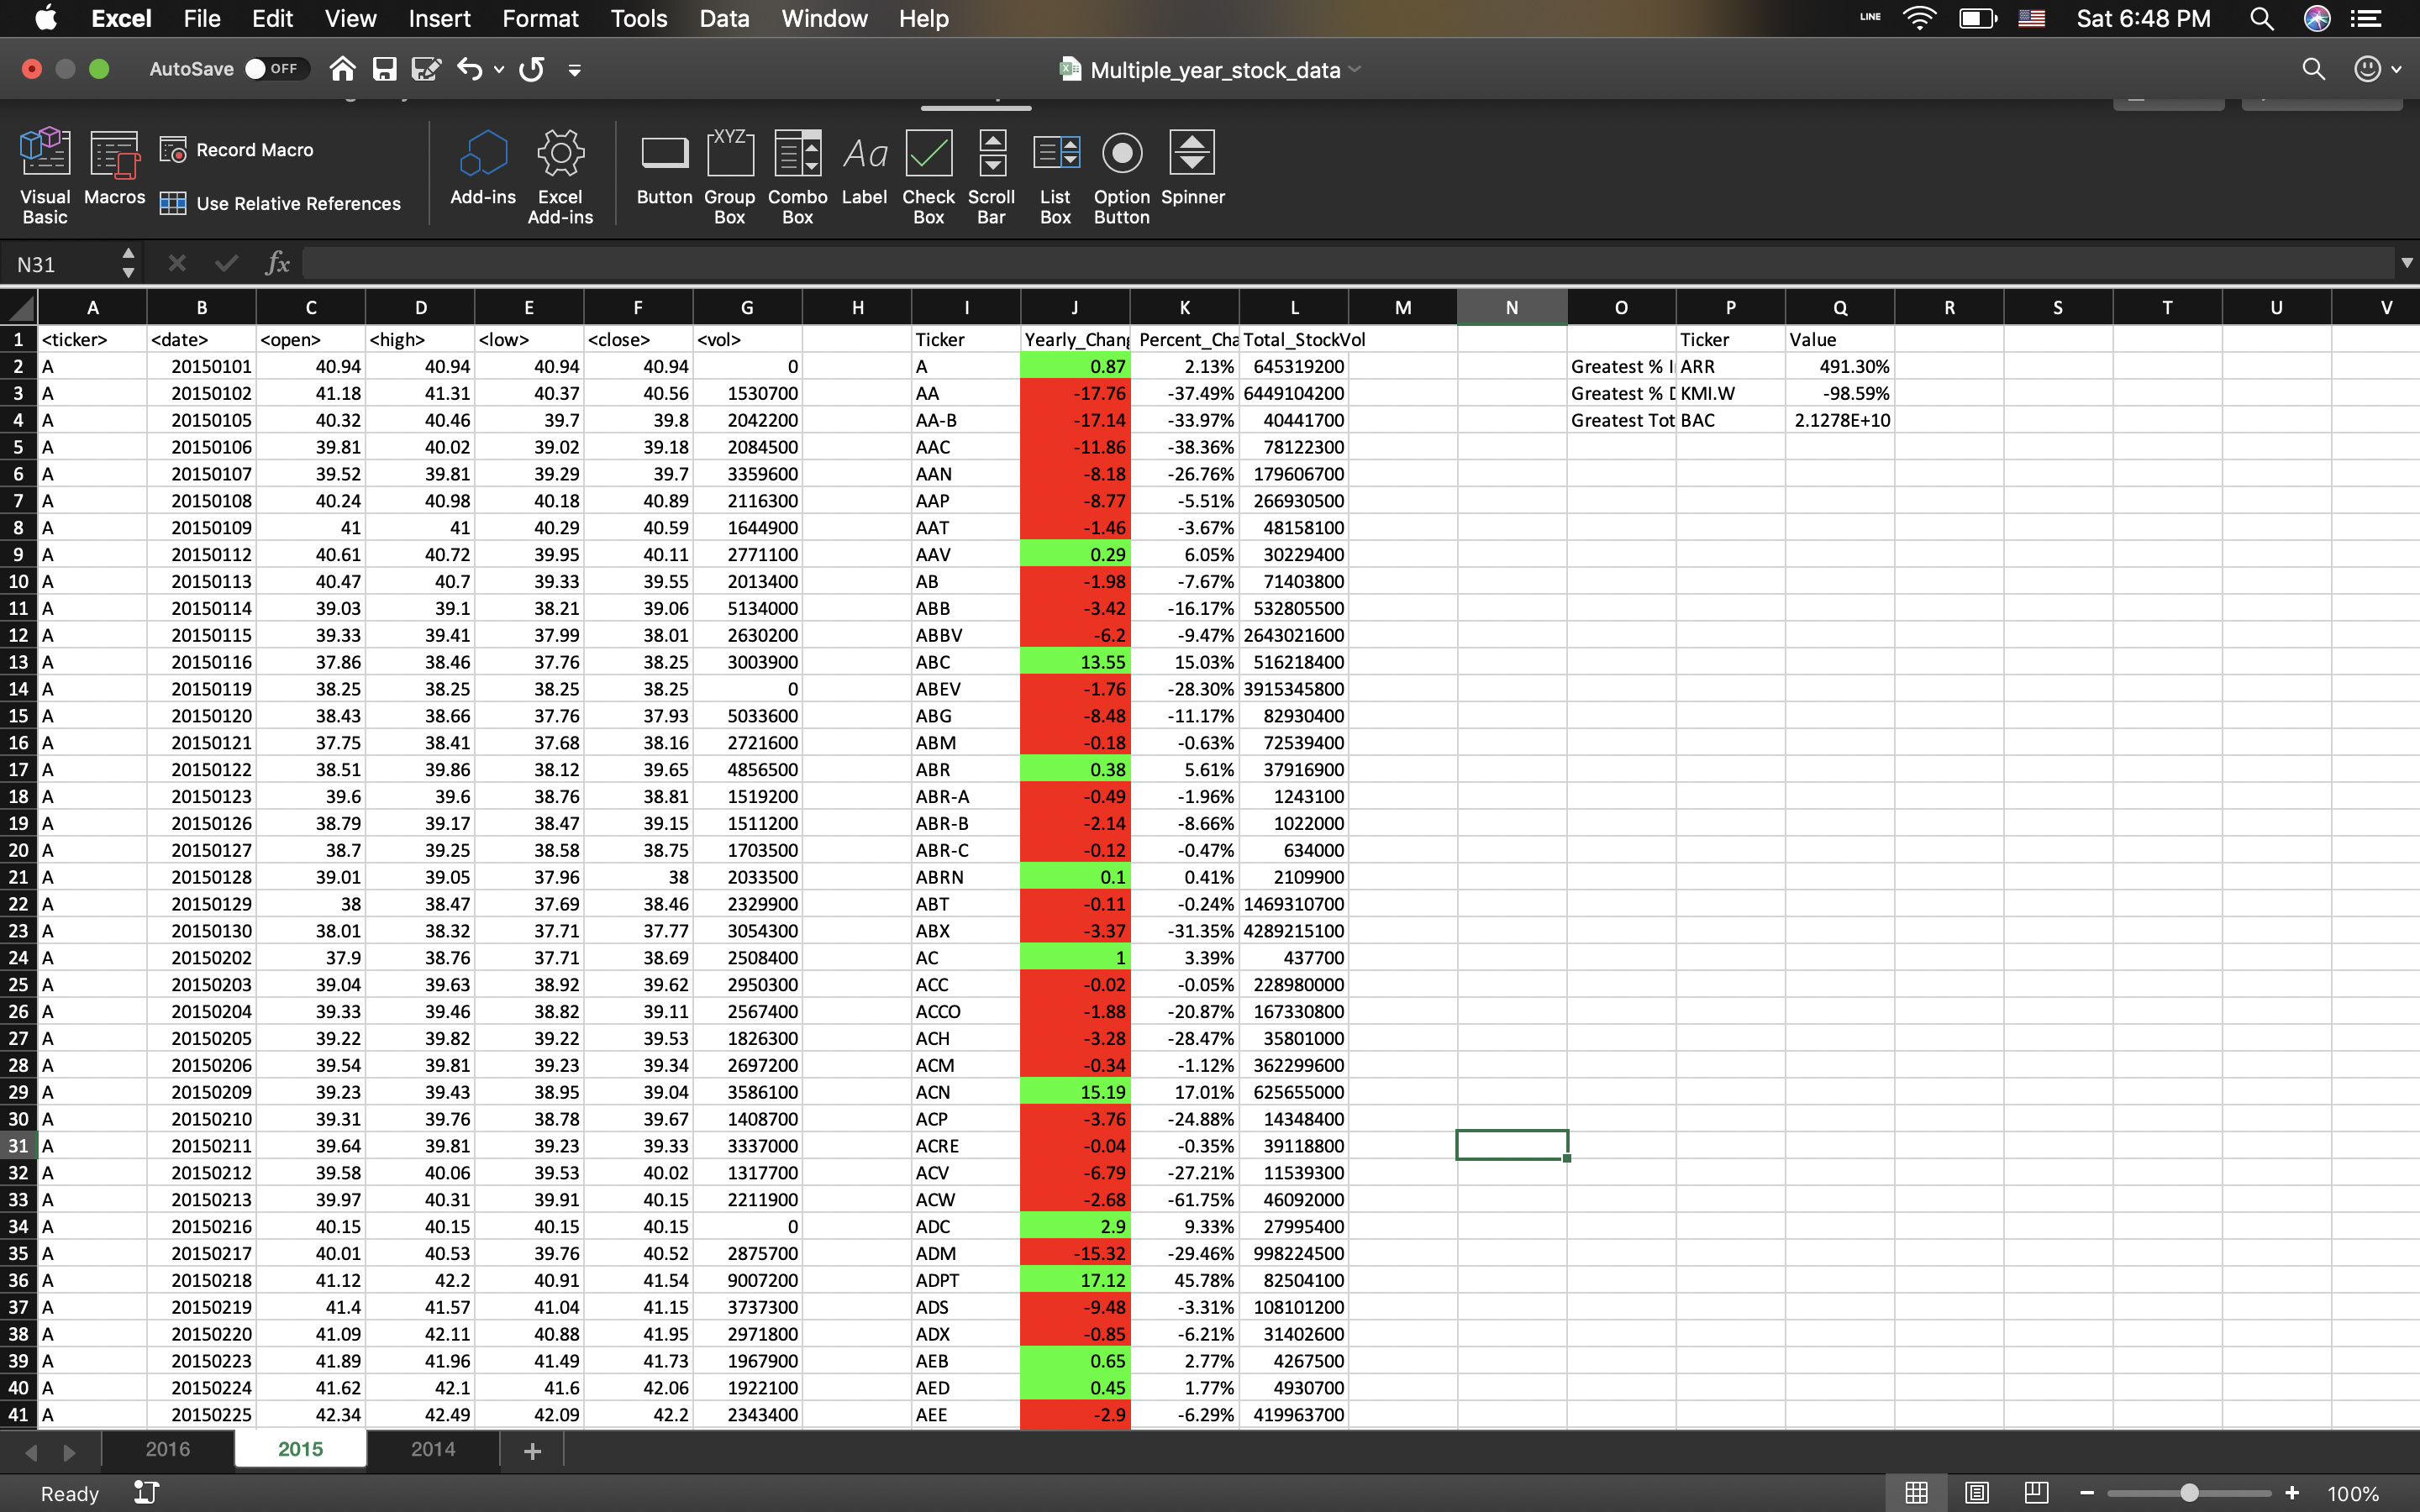 Excel File Edit View Insert Format Tools Data Window Help LINE Sat 6:48 PM
AutoSave OFF Multiple_year_stock_data
Visual Basic Macros Record Macro Use Relative References Add-ins Excel Add-ins Button XYZ Group Box Combo Box Aa Label Check Box Scroll Bar List Box Option Button Spinner
N31 fx
A B C D E F G H I J K L M N O P Q R S T U V
1 <ticker> <date> <open> <high> <low> <close> <vol> Ticker Yearly_Chang Percent_Cha Total_StockVol Ticker Value
2 A 20150101 40.94 40.94 40.94 40.94 0 A 0.87 2.13% 645319200 Greatest % I ARR 491.30%
3 A 20150102 41.18 41.31 40.37 40.56 1530700 AA -17.76 -37.49% 6449104200 Greatest % D KMI.W -98.59%
4 A 20150105 40.32 40.46 39.7 39.8 2042200 AA-B -17.14 -33.97% 40441700 Greatest Tot BAC 2.1278E+10
5 A 20150106 39.81 40.02 39.02 39.18 2084500 AAC -11.86 -38.36% 78122300
6 A 20150107 39.52 39.81 39.29 39.7 3359600 AAN -8.18 -26.76% 179606700
7 A 20150108 40.24 40.98 40.18 40.89 2116300 AAP -8.77 -5.51% 266930500
8 A 20150109 41 41 40.29 40.59 1644900 AAT -1.46 -3.67% 48158100
9 A 20150112 40.61 40.72 39.95 40.11 2771100 AAV 0.29 6.05% 30229400
10 A 20150113 40.47 40.7 39.33 39.55 2013400 AB -1.98 -7.67% 71403800
11 A 20150114 39.03 39.1 38.21 39.06 5134000 ABB -3.42 -16.17% 532805500
12 A 20150115 39.33 39.41 37.99 38.01 2630200 ABBV -6.2 -9.47% 2643021600
13 A 20150116 37.86 38.46 37.76 38.25 3003900 ABC 13.55 15.03% 516218400
14 A 20150119 38.25 38.25 38.25 38.25 0 ABEV -1.76 -28.30% 3915345800
15 A 20150120 38.43 38.66 37.76 37.93 5033600 ABG -8.48 -11.17% 82930400
16 A 20150121 37.75 38.41 37.68 38.16 2721600 ABM -0.18 -0.63% 72539400
17 A 20150122 38.51 39.86 38.12 39.65 4856500 ABR 0.38 5.61% 37916900
18 A 20150123 39.6 39.6 38.76 38.81 1519200 ABR-A -0.49 -1.96% 1243100
19 A 20150126 38.79 39.17 38.47 39.15 1511200 ABR-B -2.14 -8.66% 1022000
20 A 20150127 38.7 39.25 38.58 38.75 1703500 ABR-C -0.12 -0.47% 634000
21 A 20150128 39.01 39.05 37.96 38 2033500 ABRN 0.1 0.41% 2109900
22 A 20150129 38 38.47 37.69 38.46 2329900 ABT -0.11 -0.24% 1469310700
23 A 20150130 38.01 38.32 37.71 37.77 3054300 ABX -3.37 -31.35% 4289215100
24 A 20150202 37.9 38.76 37.71 38.69 2508400 AC 1 3.39% 437700
25 A 20150203 39.04 39.63 38.92 39.62 2950300 ACC -0.02 -0.05% 228980000
26 A 20150204 39.33 39.46 38.82 39.11 2567400 ACCO -1.88 -20.87% 167330800
27 A 20150205 39.22 39.82 39.22 39.53 1826300 ACH -3.28 -28.47% 35801000
28 A 20150206 39.54 39.81 39.23 39.34 2697200 ACM -0.34 -1.12% 362299600
29 A 20150209 39.23 39.43 38.95 39.04 3586100 ACN 15.19 17.01% 625655000
30 A 20150210 39.31 39.76 38.78 39.67 1408700 ACP -3.76 -24.88% 14348400
31 A 20150211 39.64 39.81 39.23 39.33 3337000 ACRE -0.04 -0.35% 39118800
32 A 20150212 39.58 40.06 39.53 40.02 1317700 ACV -6.79 -27.21% 11539300
33 A 20150213 39.97 40.31 39.91 40.15 2211900 ACW -2.68 -61.75% 46092000
34 A 20150216 40.15 40.15 40.15 40.15 0 ADC 2.9 9.33% 27995400
35 A 20150217 40.01 40.53 39.76 40.52 2875700 ADM -15.32 -29.46% 998224500
36 A 20150218 41.12 42.2 40.91 41.54 9007200 ADPT 17.12 45.78% 82504100
37 A 20150219 41.4 41.57 41.04 41.15 3737300 ADS -9.48 -3.31% 108101200
38 A 20150220 41.09 42.11 40.88 41.95 2971800 ADX -0.85 -6.21% 31402600
39 A 20150223 41.89 41.96 41.49 41.73 1967900 AEB 0.65 2.77% 4267500
40 A 20150224 41.62 42.1 41.6 42.06 1922100 AED 0.45 1.77% 4930700
41 A 20150225 42.34 42.49 42.09 42.2 2343400 AEE -2.9 -6.29% 419963700
2016 2015 2014 +
Ready 100%